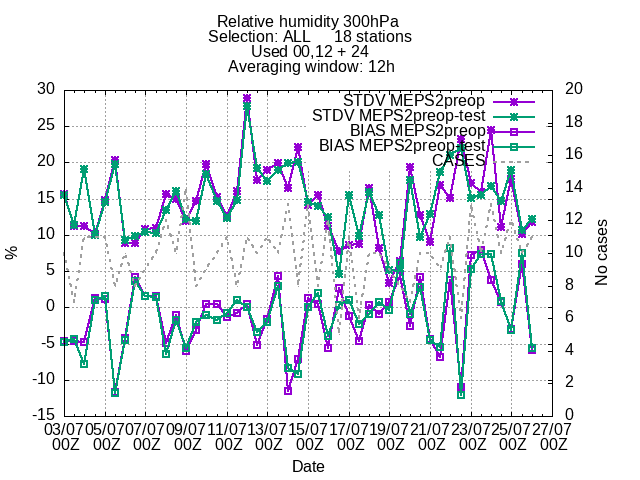 Relative humidity 300hPa
Selection: ALL 18 stations
Used 00,12 + 24
Averaging window: 12h
30 20
STDV MEPS2preop
18
25 STDV MEPS2preop-test
BIAS MEPS2preop
BIAS MEPS2preop-test
16
20 CASES
14
15
12
10
% 10 No cases
5
8
0
6
-5
4
-10
2
-15 0
03/07 05/07 07/07 09/07 11/07 13/07 15/07 17/07 19/07 21/07 23/07 25/07 27/07
00Z 00Z 00Z 00Z 00Z 00Z 00Z 00Z 00Z 00Z 00Z 00Z 00Z
Date